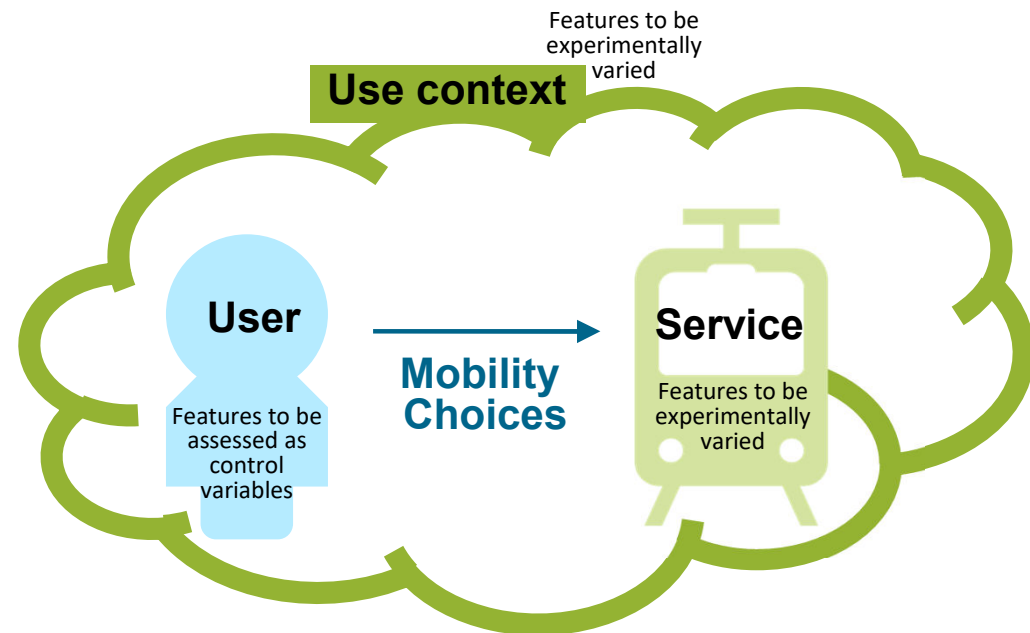 Features to be
experimentally
varied
Use context
User
Features to be
assessed as
control
variables
Mobility
Choices
Service
Features to be
experimentally
varied